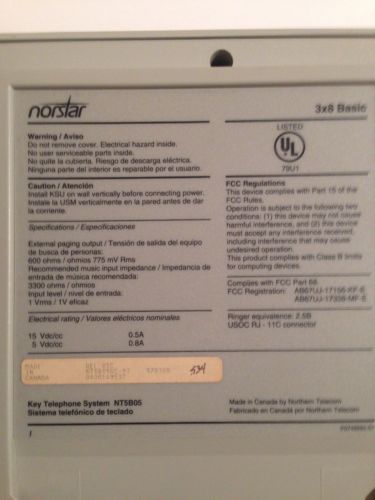 norstar
3x8 Basic
Warning / Aviso
Do not remove cover. Electrical hazard inside.
No user serviceable parts inside.
No quite la cubierta. Riesgo de descarga eléctrica.
Ninguna parte del interior es reparable por el usuario.
Caution / Atención
Install KSU on wall vertically before connecting power.
Instale la USM verticalmente en la pared antes de dar
la corriente.
Specifications / Especificaciones
External paging output / Tensión de salida del equipo
de busca de personas:
600 ohms / ohmios 775 mV Rms
Recommended music input impedance / Impedancia de
entrada de música recomendada:
3300 ohms / ohmios
Input level / nivel de entrada:
1 Vrms / 1V eficaz
Electrical rating / Valores eléctricos nominales
15 Vdc/cc 0.5A
5 Vdc/cc 0.8A
MADE
IN
CANADA
534
Key Telephone System NT5B05
Sistema telefónico de teclado
LISTED
UL
79U1
FCC Regulations
This device complies with Part 15 of the
FCC Rules.
Operation is subject to the following two
conditions: (1) this device may not cause
harmful interference, and (2) this device
must accept any interference received,
including interference that may cause
undesired operation.
This product complies with Class B limits
for computing devices.
Complies with FCC Part 68.
FCC Registration: AB67UJ-17156-KF-E
AB67UJ-17336-MF-E
Ringer equivalence: 2.5B
USOC RJ - 11C connector
Made in Canada by Northern Telecom
Fabricado en Canadá por Northern Telecom